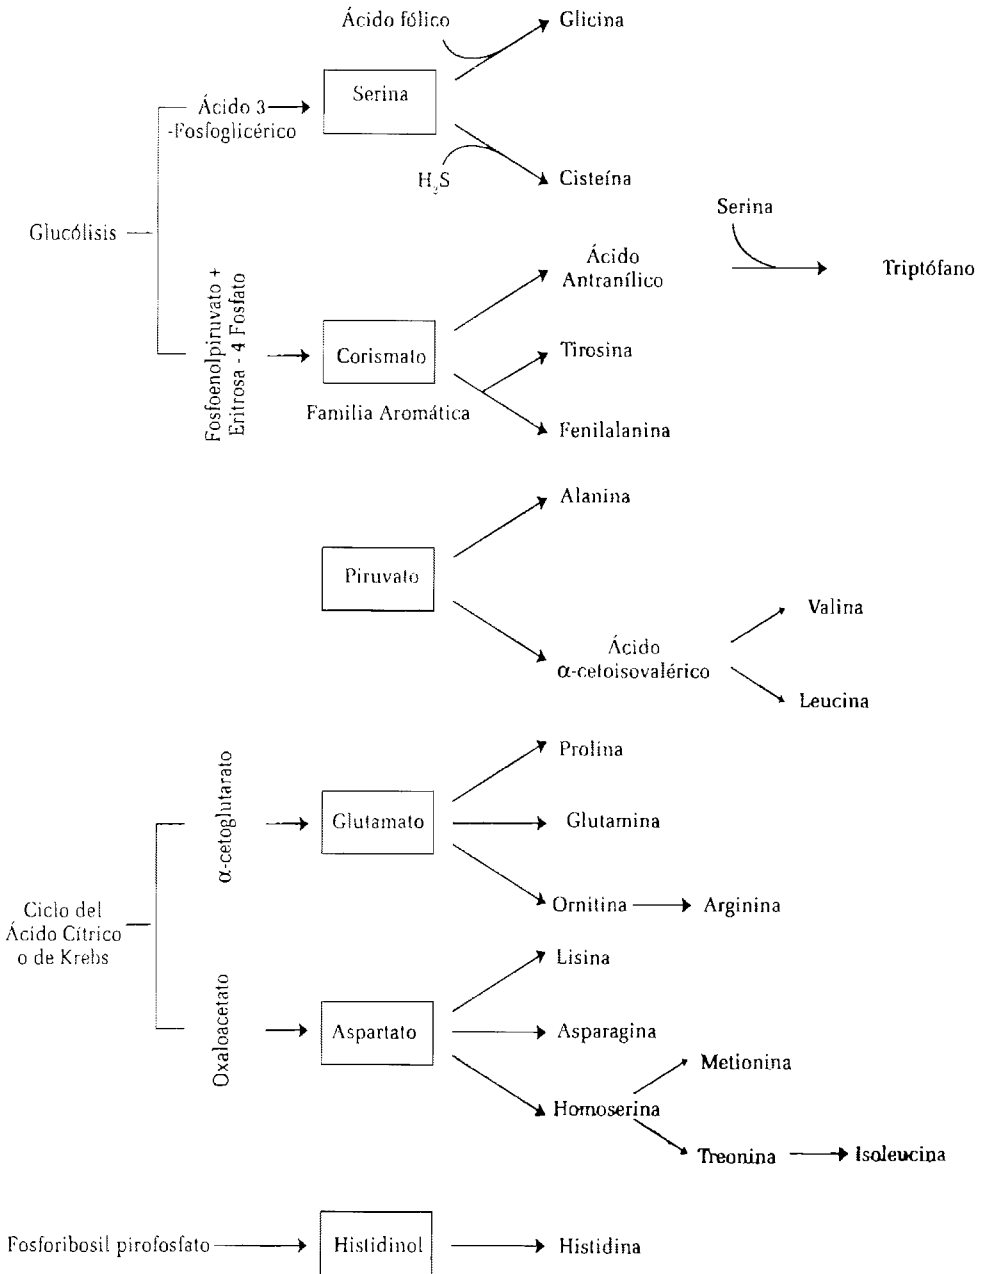 Ácido fólico
Glicina
Serina
Ácido 3
-Fosfoglicérico
H₂S
Cisteína
Serina
Glucólisis
Ácido
Antranílico
Triptófano
Fosfoenolpiruvato +
Eritrosa - 4 Fosfato
Corismato
Tirosina
Familia Aromática
Fenilalanina
Alanina
Piruvato
Valina
Ácido
α-cetoisovalérico
Leucina
Prolina
α-cetoglutarato
Glutamato
Glutamina
Ornitina
Arginina
Ciclo del
Ácido Cítrico
o de Krebs
Lisina
Oxaloacetato
Aspartato
Asparagina
Metionina
Homoserina
Treonina
Isoleucina
Fosforibosil pirofosfato
Histidinol
Histidina